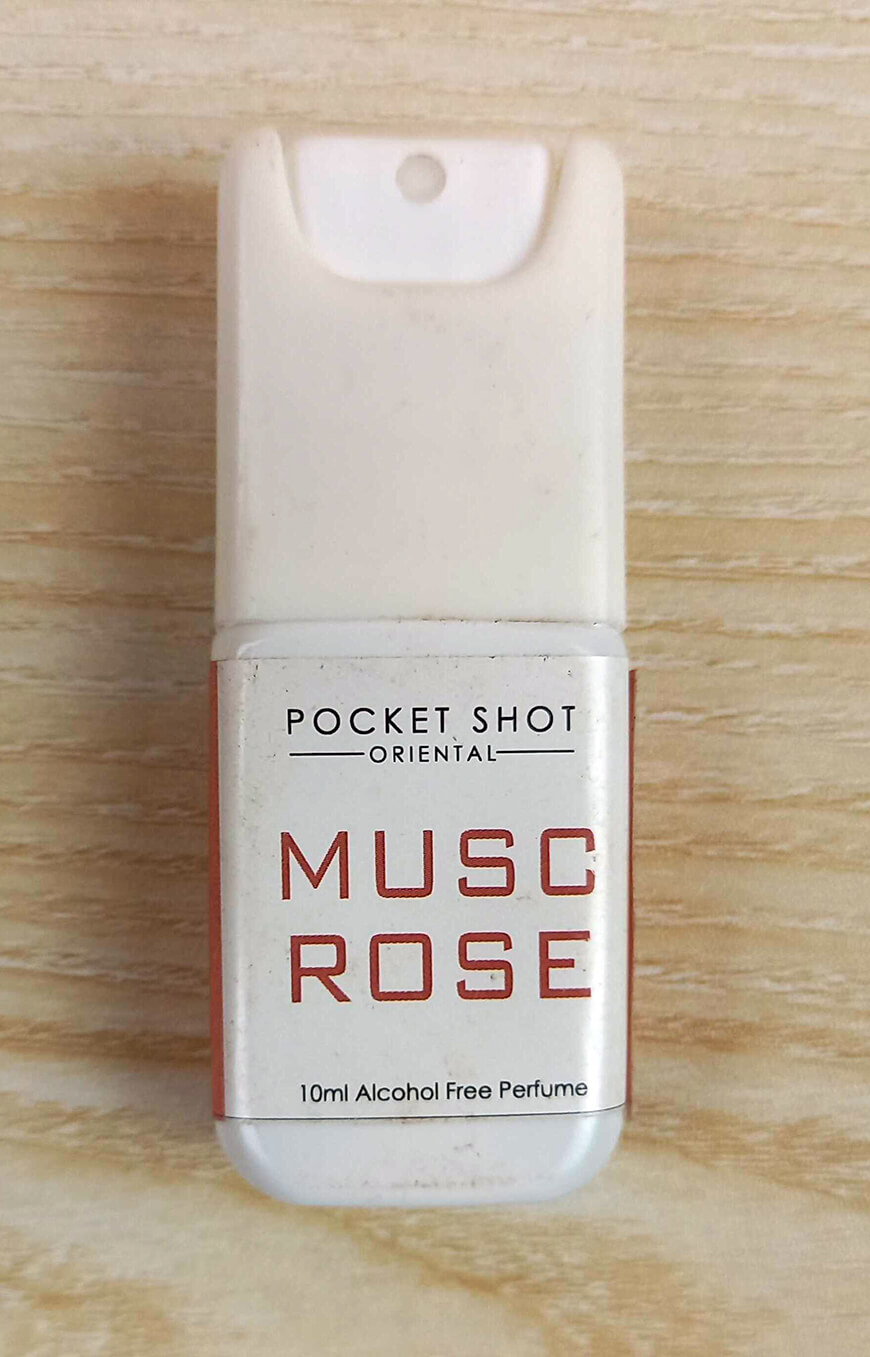 POCKET SHOT
ORIENTAL
MUSC
ROSE
10ml Alcohol Free Perfume